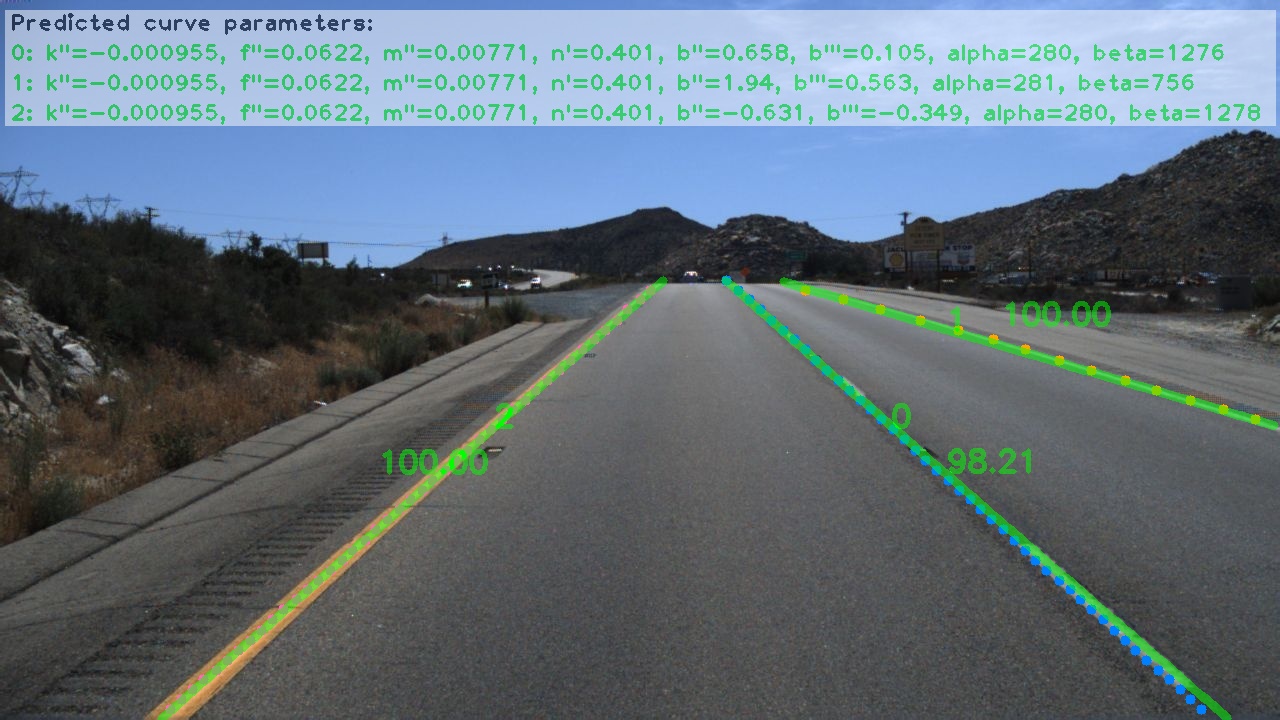 Predicted curve parameters:
0: k''=-0.000955, f''=0.0622, m''=0.00771, n'=0.401, b''=0.658, b'''=0.105, alpha=280, beta=1276
1: k''=-0.000955, f''=0.0622, m''=0.00771, n'=0.401, b''=1.94, b'''=0.563, alpha=281, beta=756
2: k''=-0.000955, f''=0.0622, m''=0.00771, n'=0.401, b''=-0.631, b'''=-0.349, alpha=280, beta=1278
1
100.00
2
0
100.00
98.21